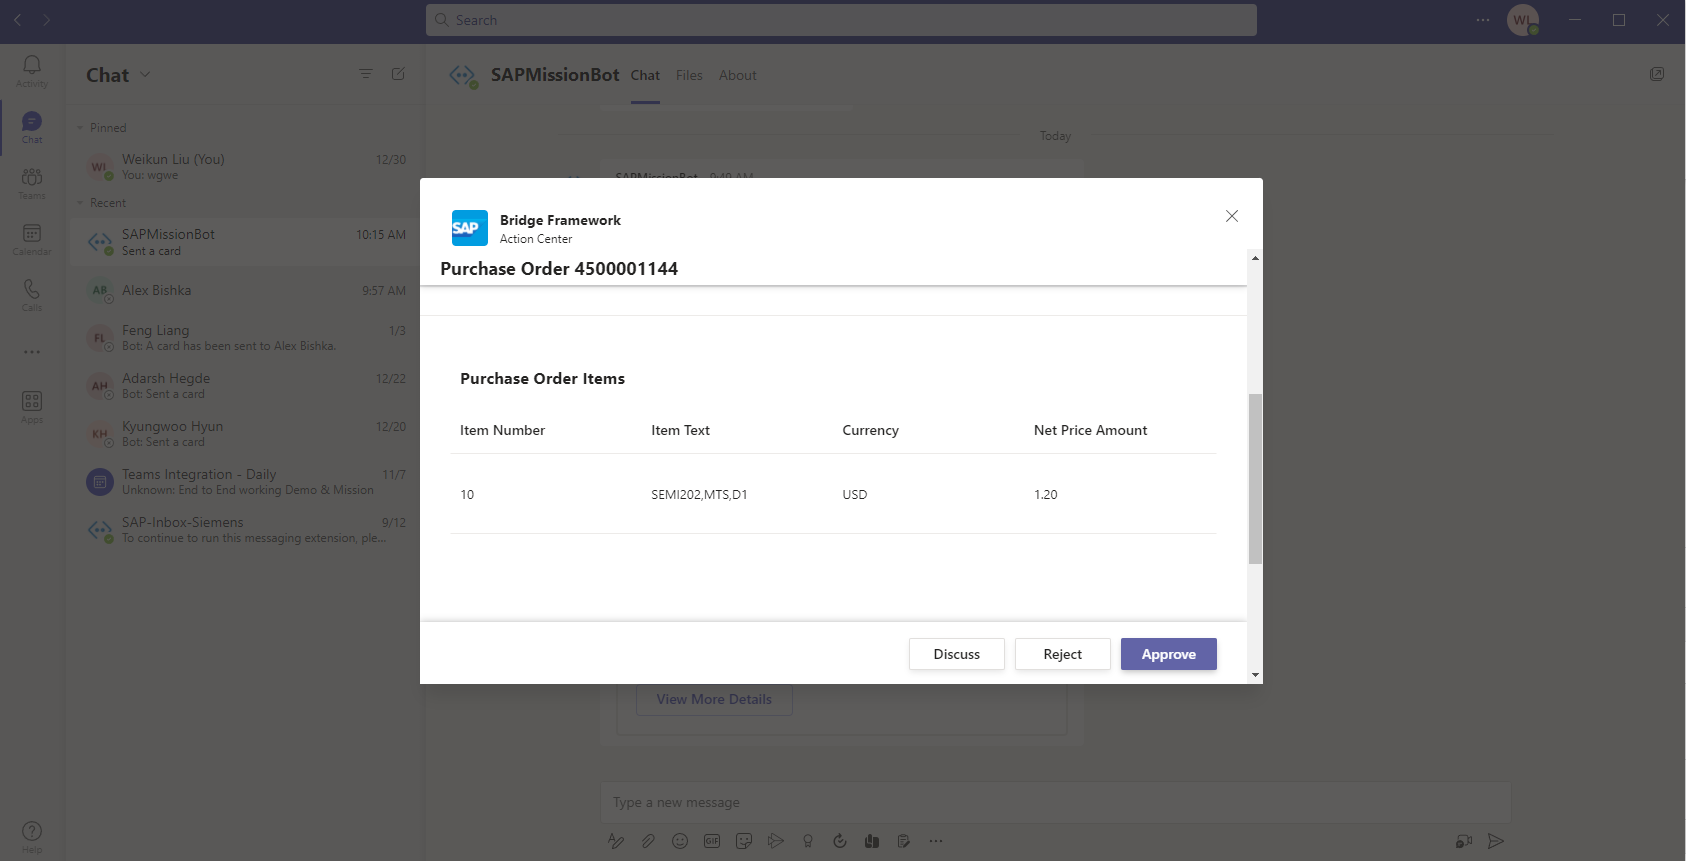 Search
WL
Activity
Chat
Teams
Calendar
Calls
Apps
Help
Chat
Pinned
WL Weikun Liu (You) 12/30
You: wgwe
Recent
SAPMissionBot 10:15 AM
Sent a card
AB Alex Bishka 9:57 AM
FL Feng Liang 1/3
Bot: A card has been sent to Alex Bishka.
AH Adarsh Hegde 12/22
Bot: Sent a card
KH Kyungwoo Hyun 12/20
Bot: Sent a card
Teams Integration - Daily 11/7
Unknown: End to End working Demo & Mission
SAP-Inbox-Siemens 9/12
To continue to run this messaging extension, ple...
SAPMissionBot Chat Files About
Today
SAPMissionBot 9:49 AM
SAP
Bridge Framework
Action Center
Purchase Order 4500001144
Purchase Order Items
Item Number Item Text Currency Net Price Amount
10 SEMI202,MTS,D1 USD 1.20
Discuss Reject Approve
View More Details
Type a new message
GIF